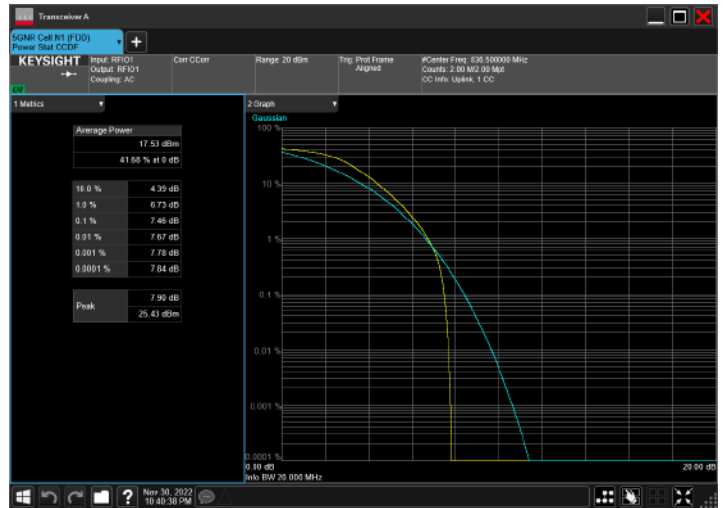 Transceiver A
5GNR Cell N1 (FDD)
Power Stat CCDF
KEYSIGHT
Input: RFIO1
Output: RFIO1
Coupling: AC
Corr CCorr
Range: 20 dBm
Trig: Prot Frame
Aligned
#Center Freq: 836.500000 MHz
Counts: 2.00 M/2.00 Mpt
CC Info: Uplink, 1 CC
1 Metrics
Average Power
17.53 dBm
41.68 % at 0 dB
10.0 % 4.39 dB
1.0 % 6.73 dB
0.1 % 7.46 dB
0.01 % 7.67 dB
0.001 % 7.78 dB
0.0001 % 7.84 dB
Peak 7.90 dB
25.43 dBm
2 Graph
Gaussian
100 %
10 %
1 %
0.1 %
0.01 %
0.001 %
0.0001 %
0.00 dB
20.00 dB
Info BW 20.000 MHz
?
Nov 30, 2022
10:40:38 PM